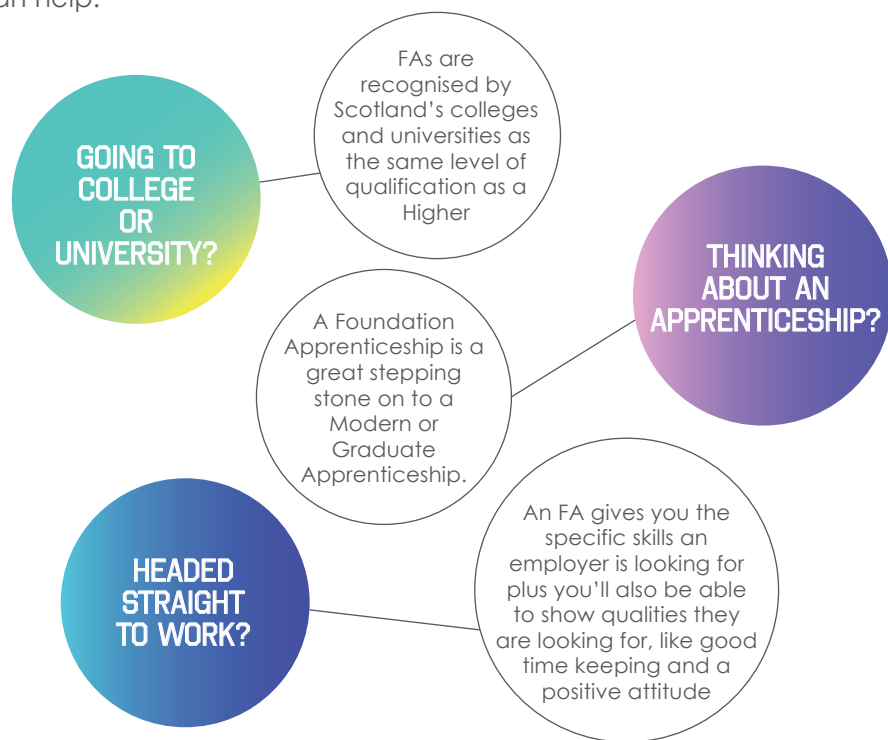 an help.
FAs are
recognised by
Scotland's colleges
and universities as
the same level of
qualification as a
Higher
GOING TO
COLLEGE
OR
UNIVERSITY?
THINKING
ABOUT AN
APPRENTICESHIP?
A Foundation
Apprenticeship is a
great stepping
stone on to a
Modern or
Graduate
Apprenticeship.
HEADED
STRAIGHT
TO WORK?
An FA gives you the
specific skills an
employer is looking for
plus you'll also be able
to show qualities they
are looking for, like good
time keeping and a
positive attitude